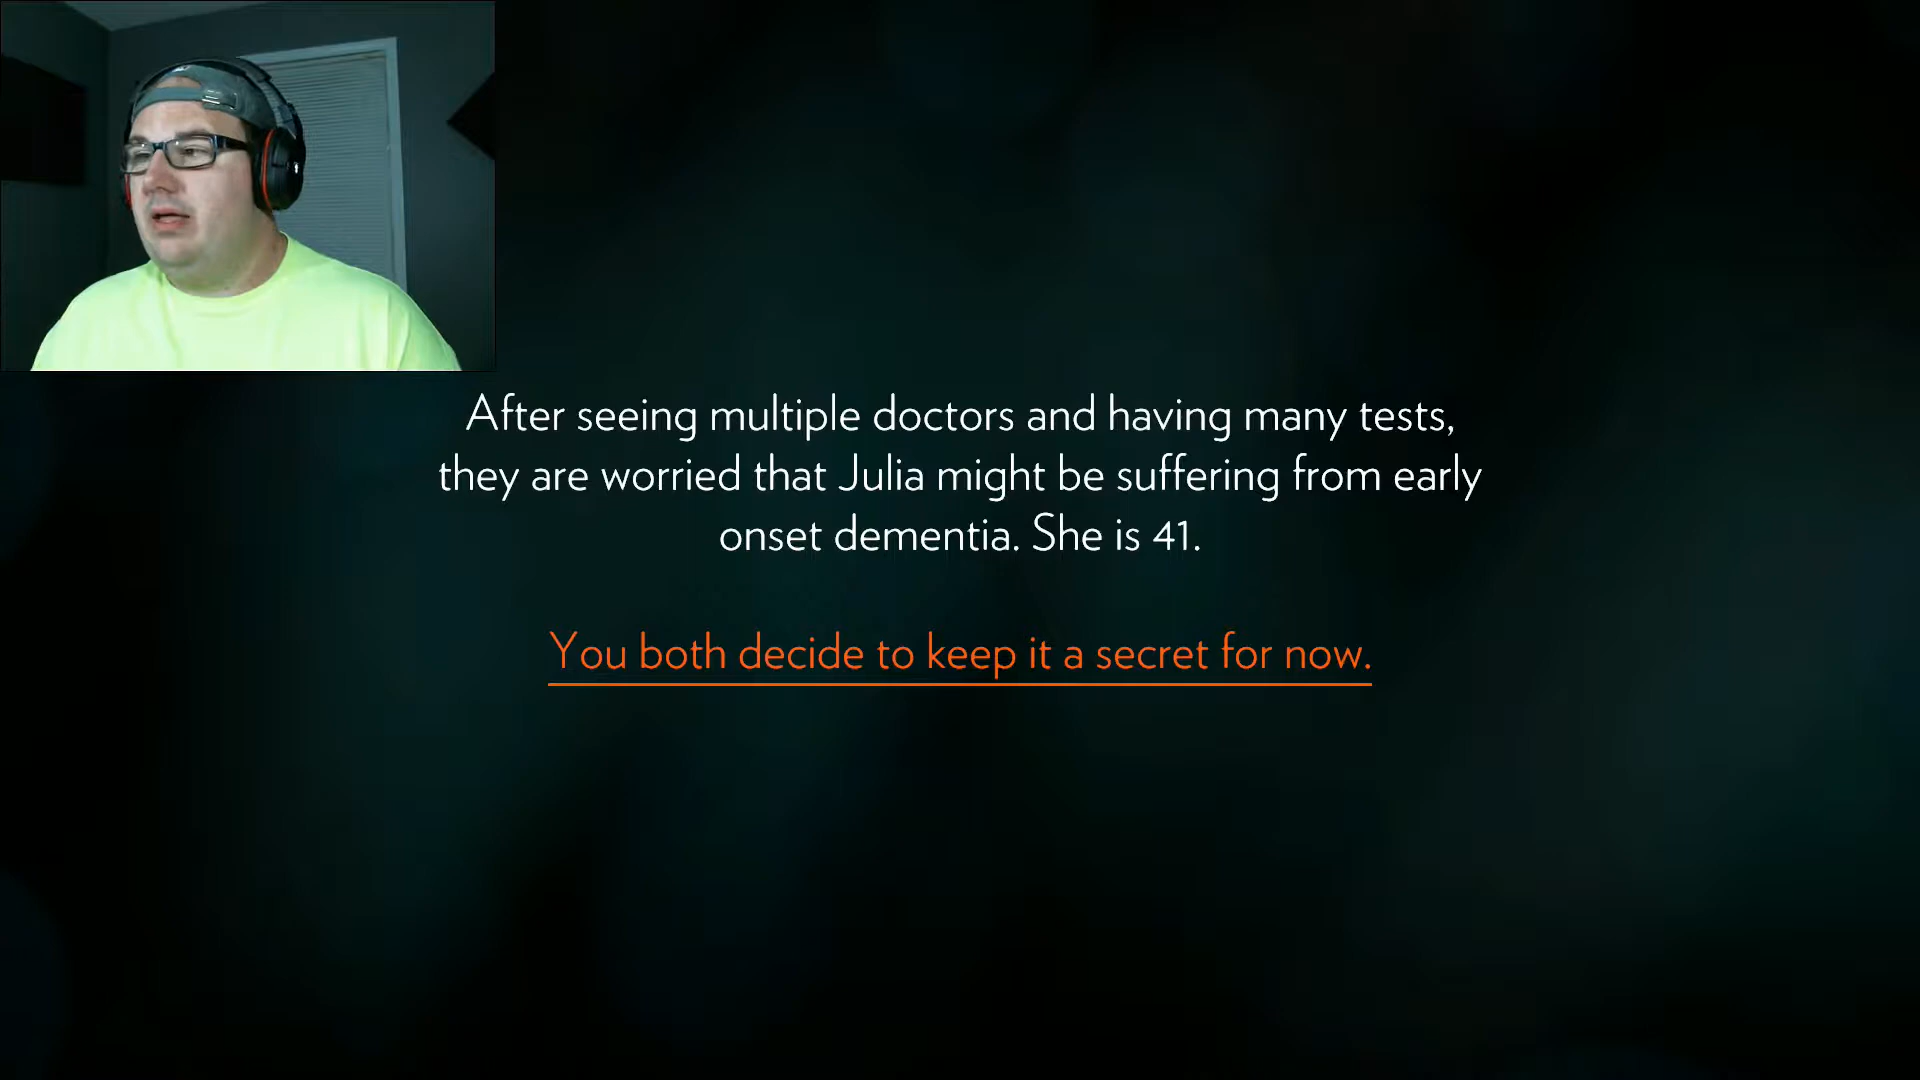 After seeing multiple doctors and having many tests,
they are worried that Julia might be suffering from early
onset dementia. She is 41.
You both decide to keep it a secret for now.